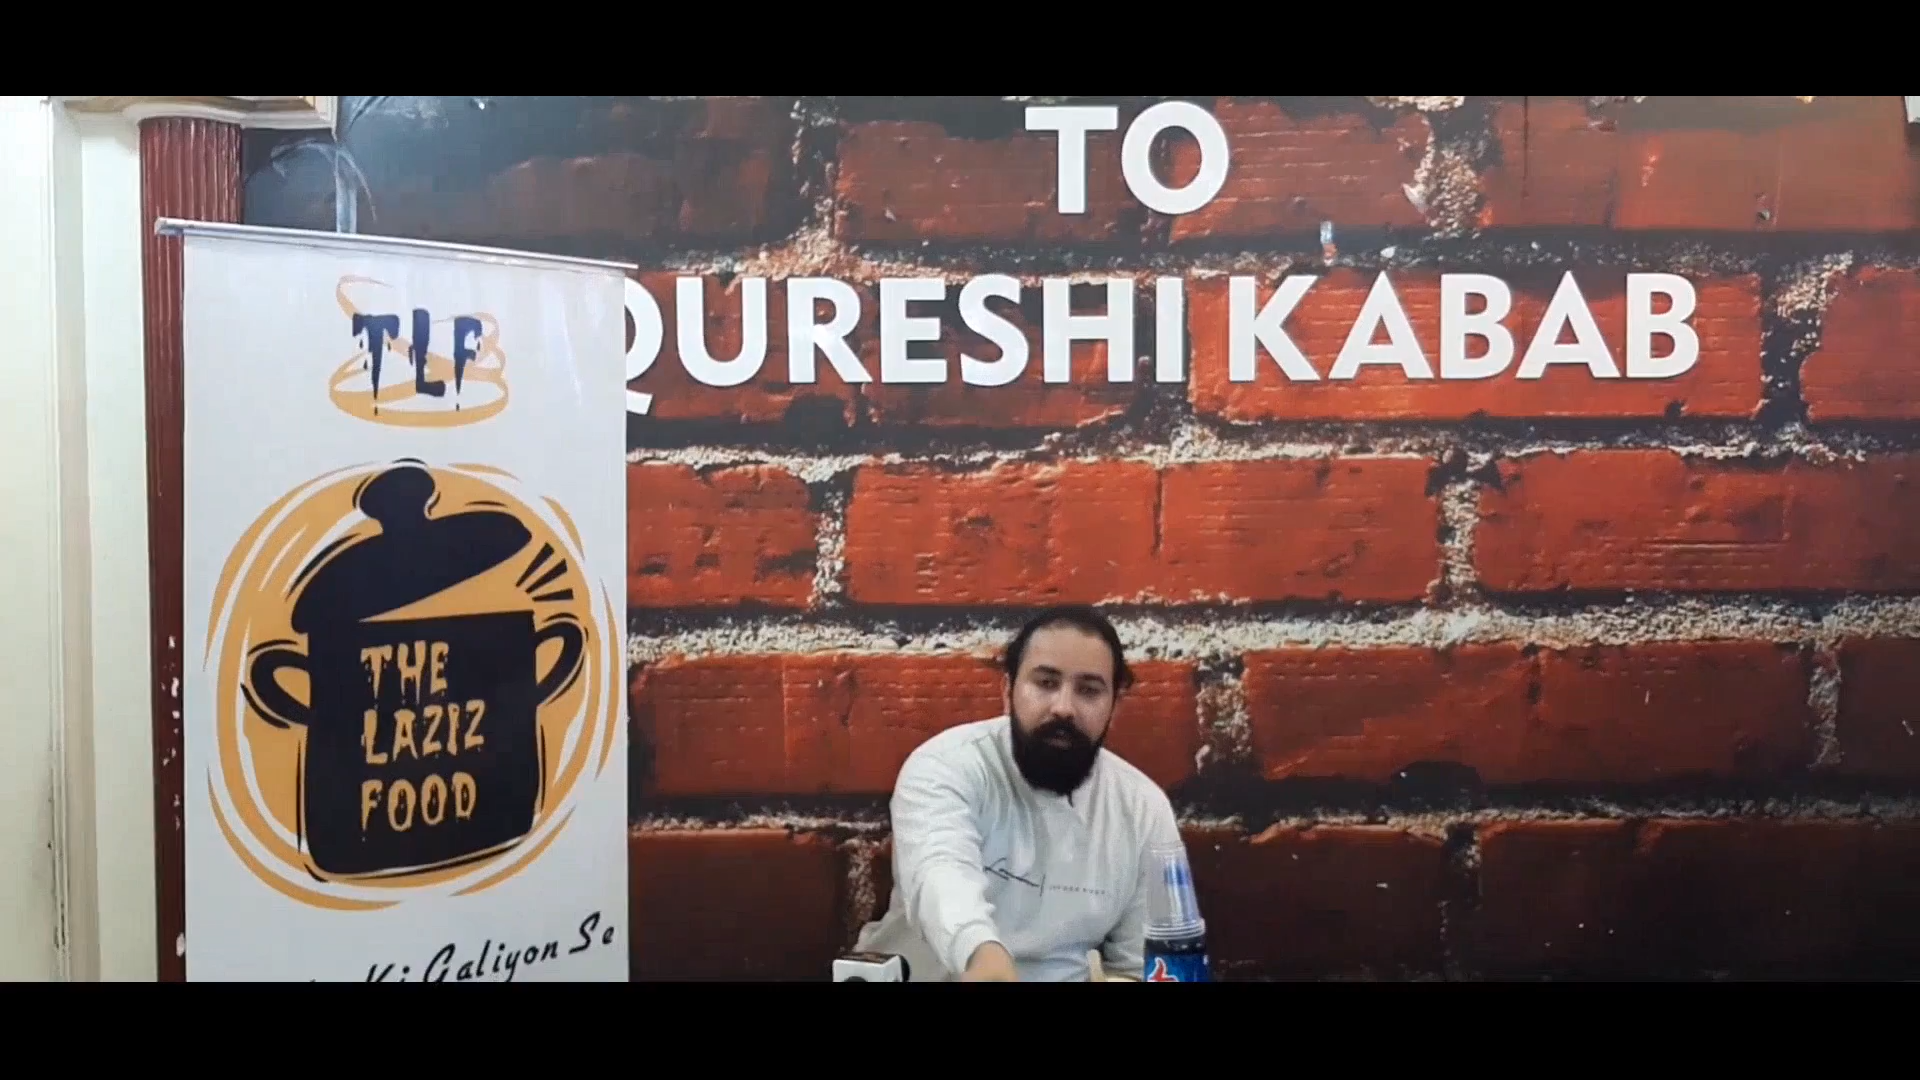 TO
QURESHI KABAB
TLF
THE
LAZIZ
FOOD
Ki Galiyon Se